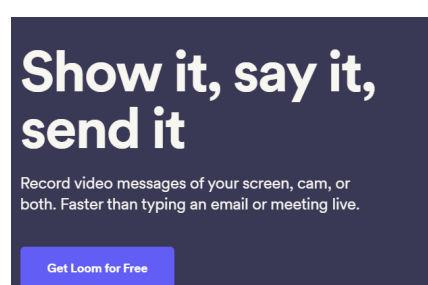 Show it, say it,
send it
Record video messages of your screen, cam, or
both. Faster than typing an email or meeting live.
Get Loom for Free